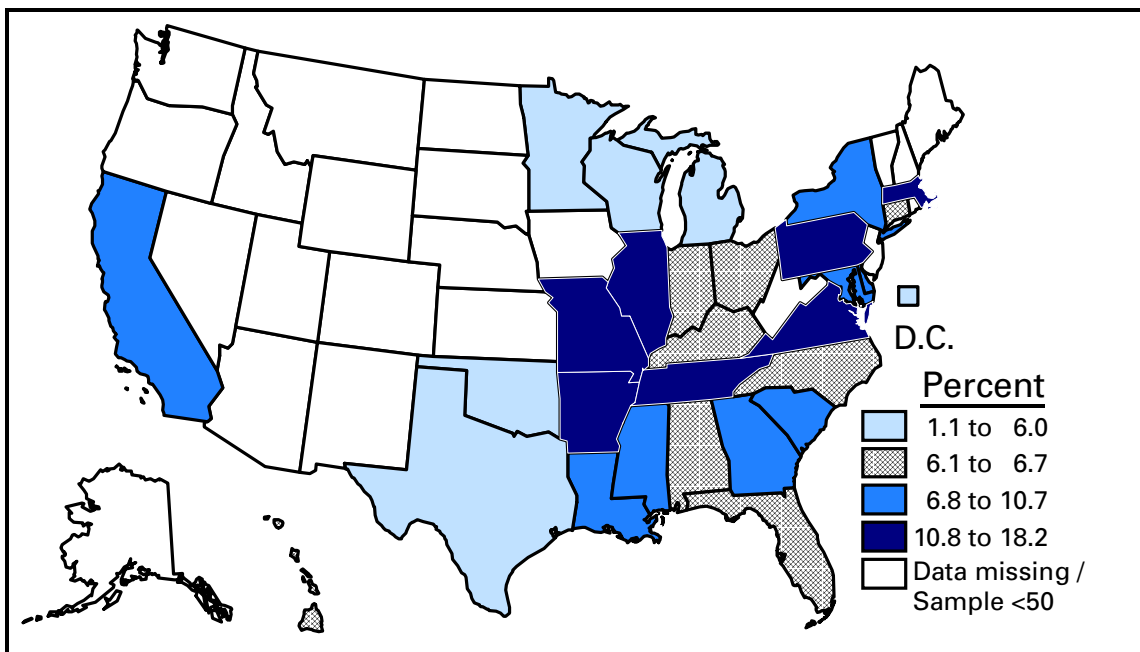 D.C.
Percent
1.1 to 6.0
6.1 to 6.7
6.8 to 10.7
10.8 to 18.2
Data missing /
Sample <50